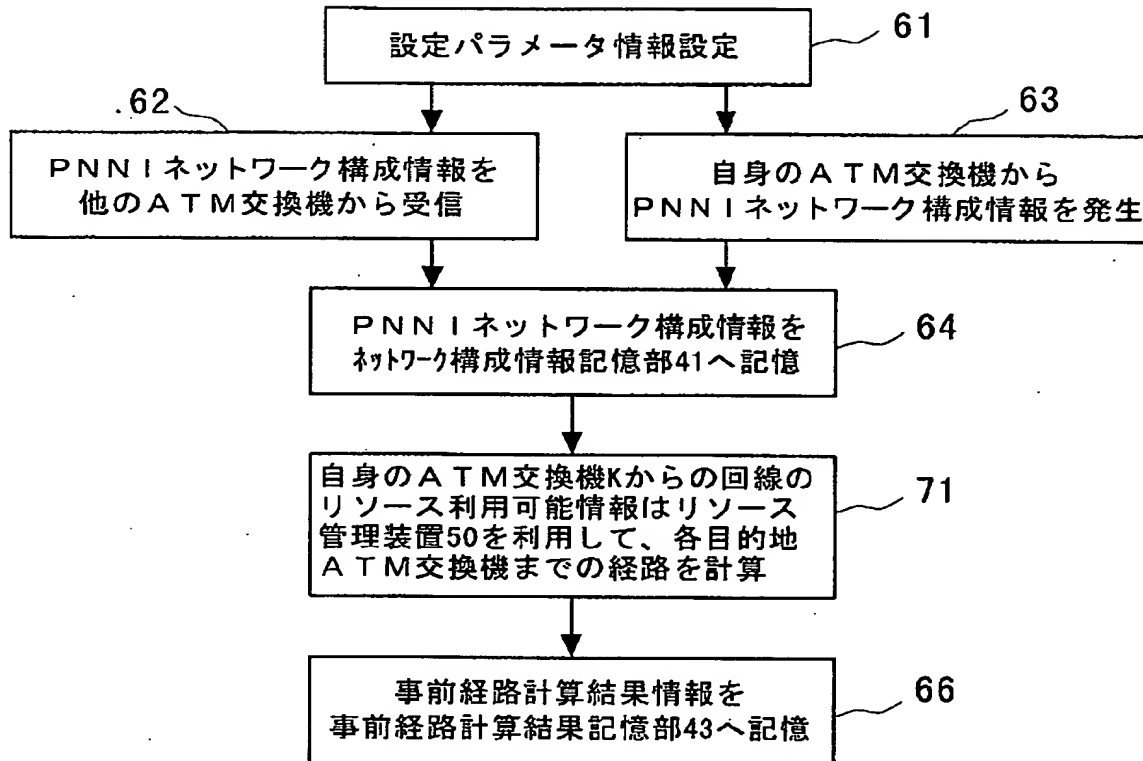 設定パラメータ情報設定
61
62
63
PNNIネットワーク構成情報を
他のATM交換機から受信
自身のATM交換機から
PNNIネットワーク構成情報を発生
PNNIネットワーク構成情報を
ネットワーク構成情報記憶部41へ記憶
64
自身のATM交換機Kからの回線の
リソース利用可能情報はリソース
管理装置50を利用して、各目的地
ATM交換機までの経路を計算
71
事前経路計算結果情報を
事前経路計算結果記憶部43へ記憶
66